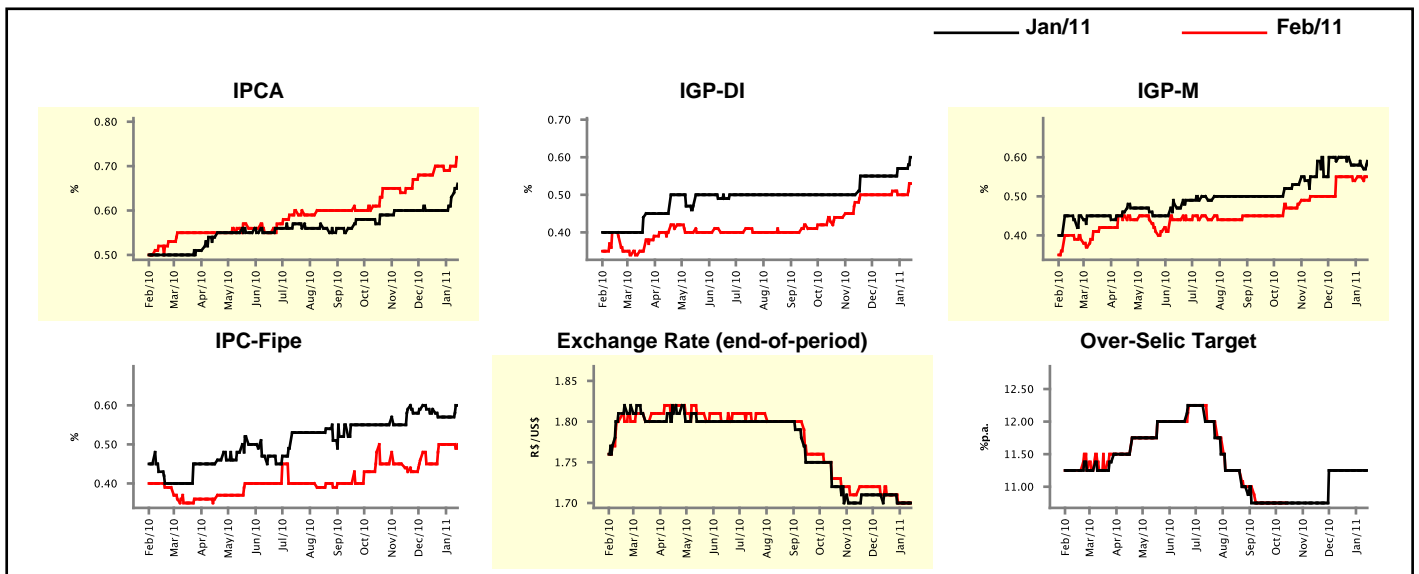 Jan/11
Feb/11
IPCA
0.80
0.70
0.60
0.50
%
Feb/10
Mar/10
Apr/10
May/10
Jun/10
Jul/10
Aug/10
Sep/10
Oct/10
Nov/10
Dec/10
Jan/11
IGP-DI
0.70
0.60
0.50
0.40
%
Feb/10
Mar/10
Apr/10
May/10
Jun/10
Jul/10
Aug/10
Sep/10
Oct/10
Nov/10
Dec/10
Jan/11
IGP-M
0.60
0.50
0.40
%
Feb/10
Mar/10
Apr/10
May/10
Jun/10
Jul/10
Aug/10
Sep/10
Oct/10
Nov/10
Dec/10
Jan/11
IPC-Fipe
0.60
0.50
0.40
%
Feb/10
Mar/10
Apr/10
May/10
Jun/10
Jul/10
Aug/10
Sep/10
Oct/10
Nov/10
Dec/10
Jan/11
Exchange Rate (end-of-period)
1.85
1.80
1.75
1.70
R$/US$
Feb/10
Mar/10
Apr/10
May/10
Jun/10
Jul/10
Aug/10
Sep/10
Oct/10
Nov/10
Dec/10
Jan/11
Over-Selic Target
12.50
12.00
11.50
11.00
%p.a.
Feb/10
Mar/10
Apr/10
May/10
Jun/10
Jul/10
Aug/10
Sep/10
Oct/10
Nov/10
Dec/10
Jan/11